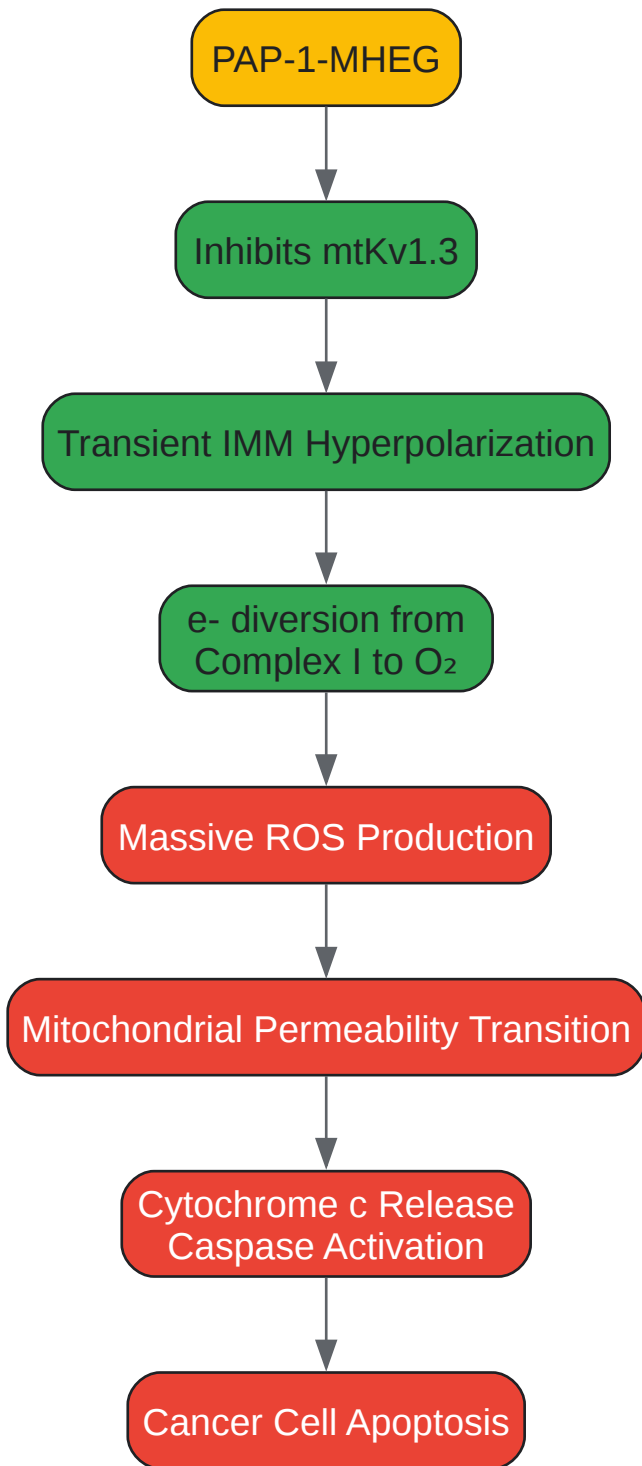 PAP-1-MHEG
Inhibits mtKv1.3
Transient IMM Hyperpolarization
e- diversion from
Complex I to O₂
Massive ROS Production
Mitochondrial Permeability Transition
Cytochrome c Release
Caspase Activation
Cancer Cell Apoptosis